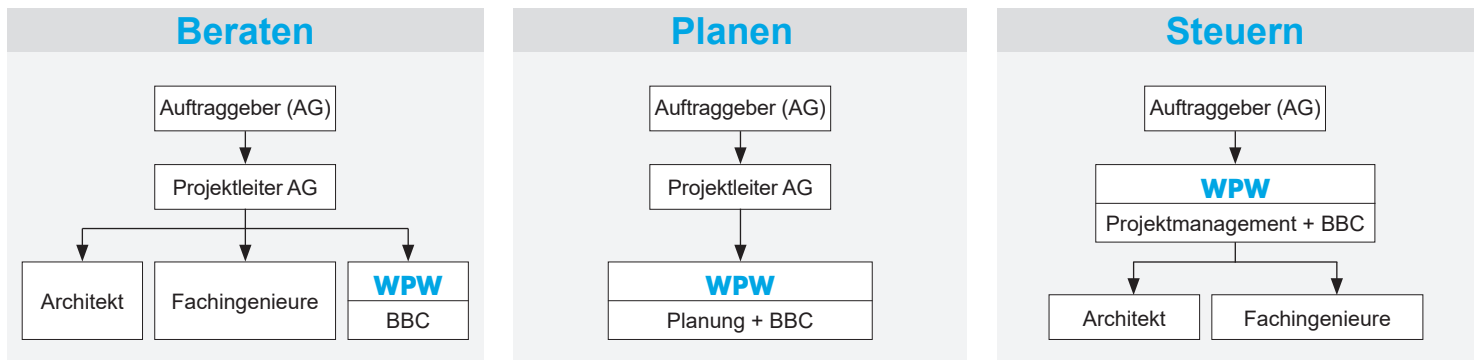 Beraten
Auftraggeber (AG)
Projektleiter AG
Architekt
Fachingenieure
WPW
BBC
Planen
Auftraggeber (AG)
Projektleiter AG
WPW
Planung + BBC
Steuern
Auftraggeber (AG)
WPW
Projektmanagement + BBC
Architekt
Fachingenieure